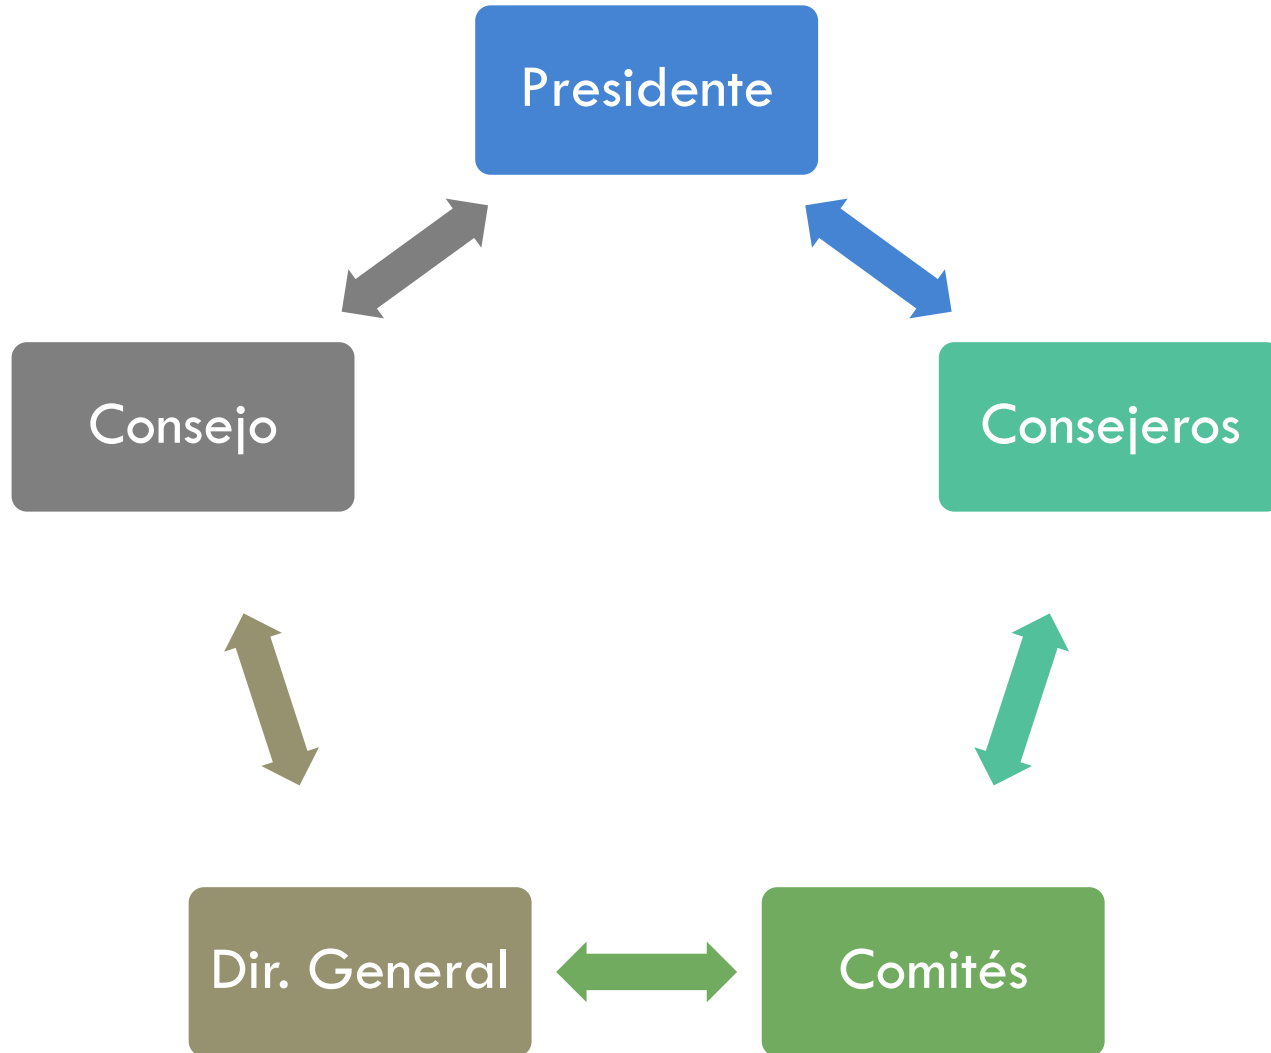 Presidente
Consejo
Consejeros
Dir. General
Comités